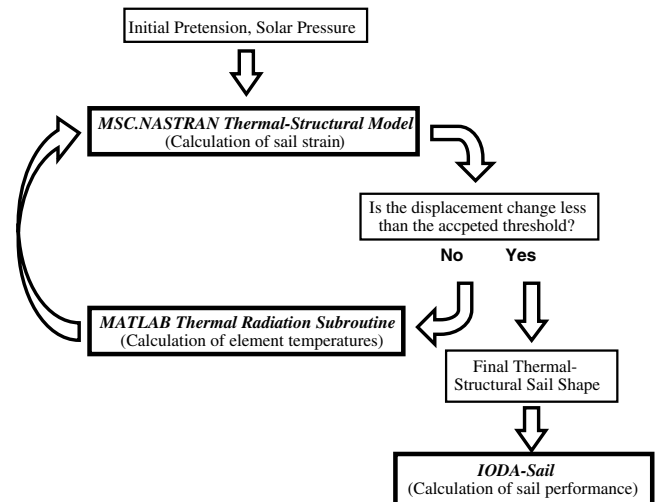 Initial Pretension, Solar Pressure
MSC.NASTRAN Thermal-Structural Model
(Calculation of sail strain)
Is the displacement change less
than the accpeted threshold?
No Yes
MATLAB Thermal Radiation Subroutine
(Calculation of element temperatures)
Final Thermal-
Structural Sail Shape
IODA-Sail
(Calculation of sail performance)